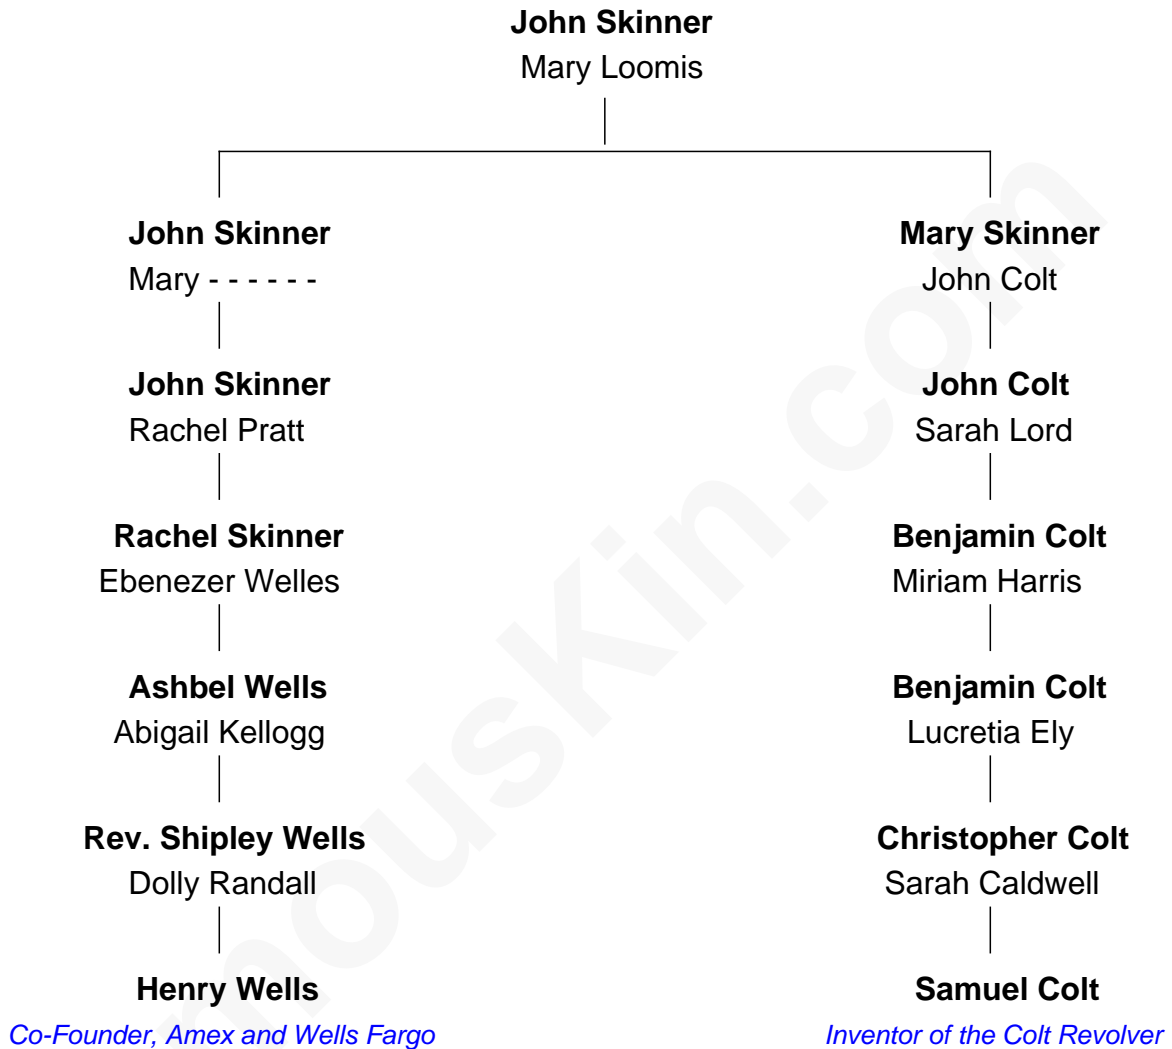 John Skinner
Mary Loomis
John Skinner
Mary - - - - - -
Mary Skinner
John Colt
John Skinner
Rachel Pratt
John Colt
Sarah Lord
Rachel Skinner
Ebenezer Welles
Benjamin Colt
Miriam Harris
Ashbel Wells
Abigail Kellogg
Benjamin Colt
Lucretia Ely
Rev. Shipley Wells
Dolly Randall
Christopher Colt
Sarah Caldwell
Henry Wells
Co-Founder, Amex and Wells Fargo
Samuel Colt
Inventor of the Colt Revolver
mousKin.com